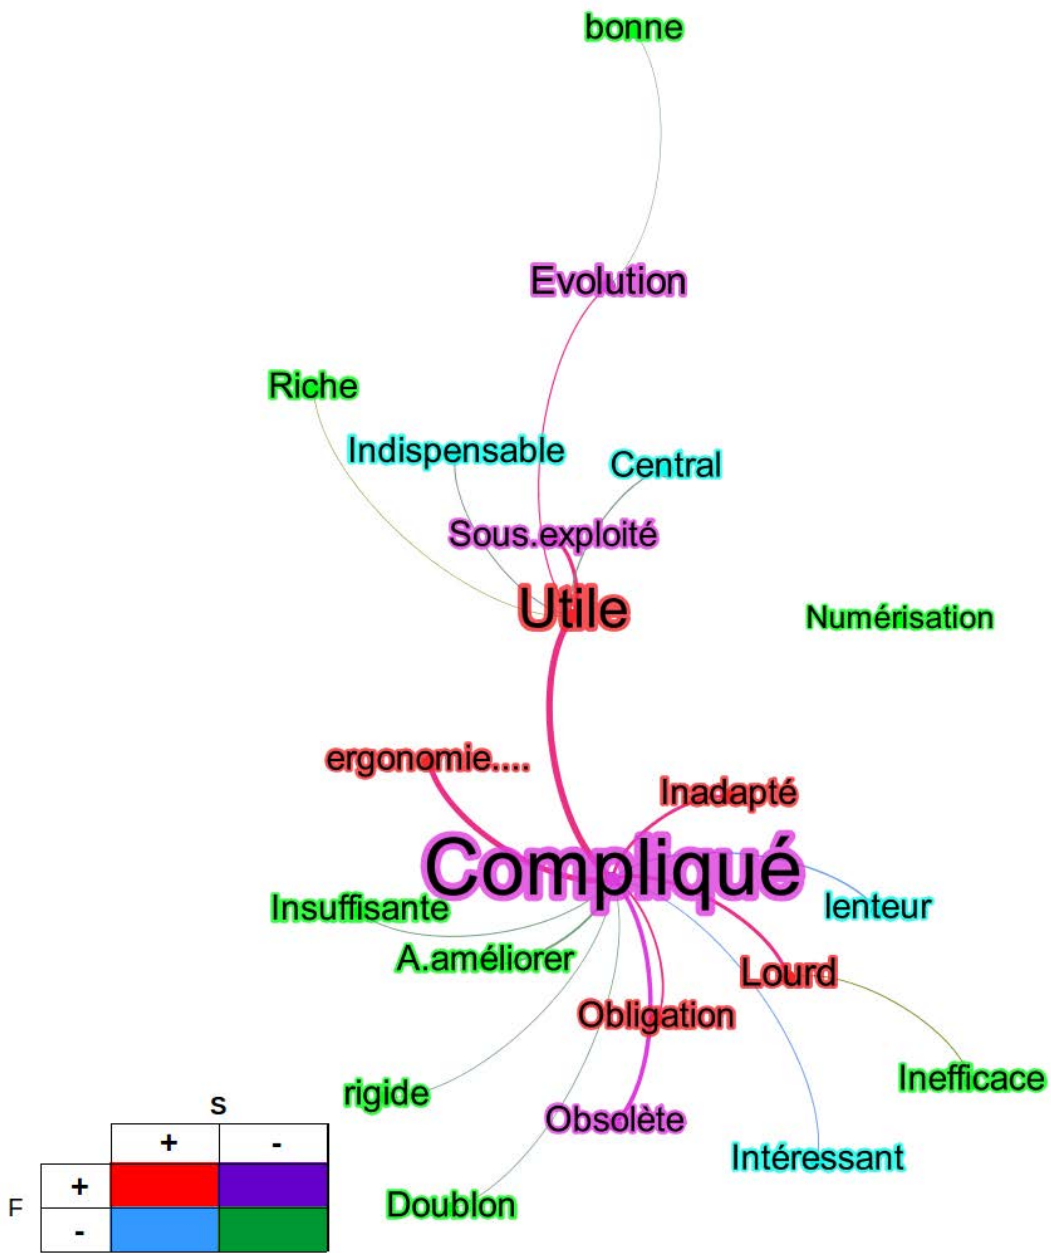 bonne
Evolution
Riche
Indispensable
Central
Sous.exploité
Utile
Numérisation
ergonomie....
Inadapté
Compliqué
lenteur
Insuffisante
A.améliorer
Lourd
Obligation
Inefficace
rigide
Obsolète
Intéressant
Doublon
S
+ -
F
+
-